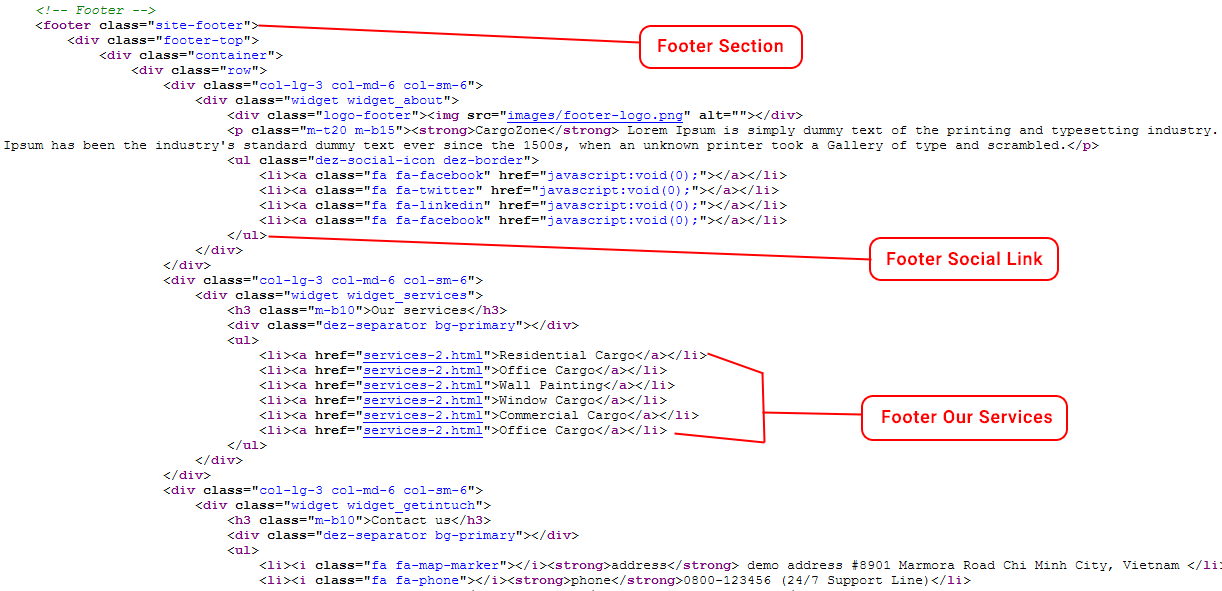 <!-- Footer -->
<footer class="site-footer">
Footer Section
<div class="footer-top">
<div class="container">
<div class="row">
<div class="col-lg-3 col-md-6 col-sm-6">
<div class="widget widget_about">
<div class="logo-footer"><img src="images/footer-logo.png" alt=""></div>
<p class="m-t20 m-b15"><strong>CargoZone</strong> Lorem Ipsum is simply dummy text of the printing and typesetting industry.
Ipsum has been the industry's standard dummy text ever since the 1500s, when an unknown printer took a Gallery of type and scrambled.</p>
<ul class="dez-social-icon dez-border">
<li><a class="fa fa-facebook" href="javascript:void(0);"></a></li>
<li><a class="fa fa-twitter" href="javascript:void(0);"></a></li>
<li><a class="fa fa-linkedin" href="javascript:void(0);"></a></li>
<li><a class="fa fa-facebook" href="javascript:void(0);"></a></li>
</ul>
Footer Social Link
</div>
</div>
<div class="col-lg-3 col-md-6 col-sm-6">
<div class="widget widget_services">
<h3 class="m-b10">Our services</h3>
<div class="dez-separator bg-primary"></div>
<ul>
<li><a href="services-2.html">Residential Cargo</a></li>
<li><a href="services-2.html">Office Cargo</a></li>
<li><a href="services-2.html">Wall Painting</a></li>
<li><a href="services-2.html">Window Cargo</a></li>
<li><a href="services-2.html">Commercial Cargo</a></li>
<li><a href="services-2.html">Office Cargo</a></li>
Footer Our Services
</ul>
</div>
</div>
<div class="col-lg-3 col-md-6 col-sm-6">
<div class="widget widget_getintuch">
<h3 class="m-b10">Contact us</h3>
<div class="dez-separator bg-primary"></div>
<ul>
<li><i class="fa fa-map-marker"></i><strong>address</strong> demo address #8901 Marmora Road Chi Minh City, Vietnam </li
<li><i class="fa fa-phone"></i><strong>phone</strong>0800-123456 (24/7 Support Line)</li>